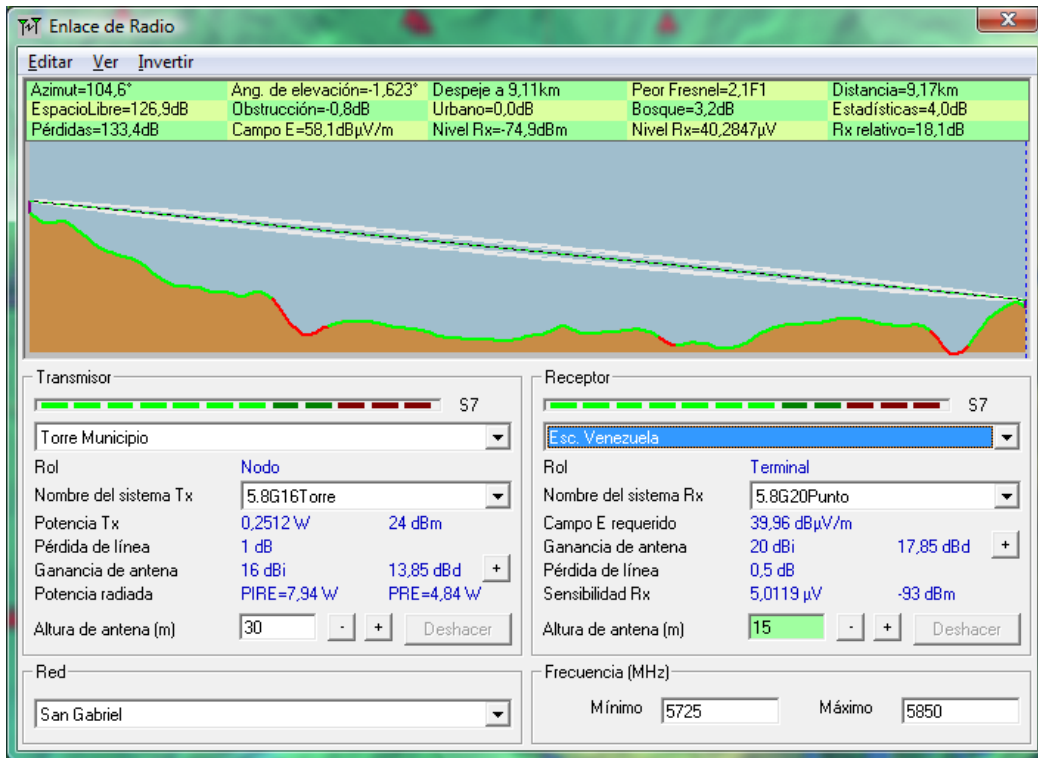 Enlace de Radio
Editar Ver Invertir
Azimut=104,6° Ang. de elevación=-1,623° Despeje a 9,11km Peor Fresnel=2,1F1 Distancia=9,17km
EspacioLibre=126,9dB Obstrucción=-0,8dB Urbano=0,0dB Bosque=3,2dB Estadísticas=4,0dB
Pérdidas=133,4dB Campo E=58,1dBµV/m Nivel Rx=-74,9dBm Nivel Rx=40,2847µV Rx relativo=18,1dB
Transmisor
S7
Torre Municipio
Rol Nodo
Nombre del sistema Tx 5.8G16Torre
Potencia Tx 0,2512 W 24 dBm
Pérdida de línea 1 dB
Ganancia de antena 16 dBi 13,85 dBd +
Potencia radiada PIRE=7,94 W PRE=4,84 W
Altura de antena (m) 30 - + Deshacer
Receptor
S7
Esc. Venezuela
Rol Terminal
Nombre del sistema Rx 5.8G20Punto
Campo E requerido 39,96 dBµV/m
Ganancia de antena 20 dBi 17,85 dBd +
Pérdida de línea 0,5 dB
Sensibilidad Rx 5,0119 µV -93 dBm
Altura de antena (m) 15 - + Deshacer
Red
San Gabriel
Frecuencia (MHz)
Mínimo 5725 Máximo 5850